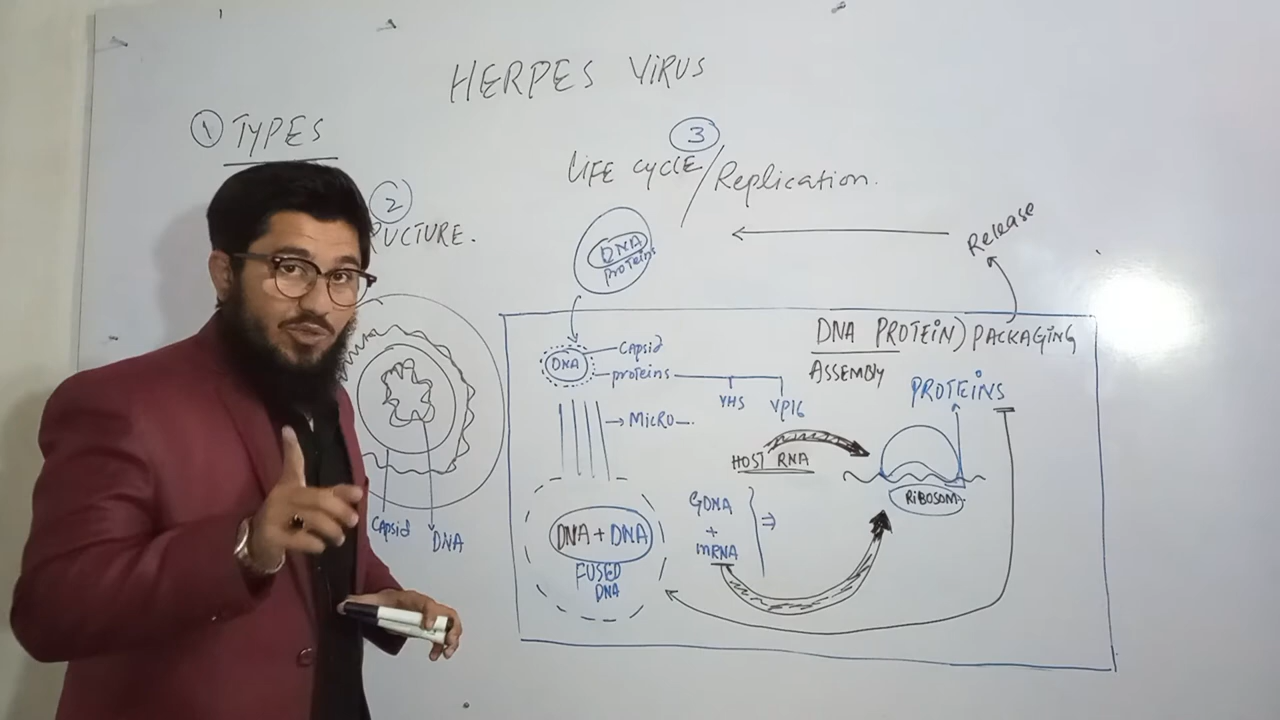 HERPES VIRUS
① TYPES
②
RUCTURE.
Capsid
DNA
③
LIFE CYCLE/Replication.
DNA
proteins
Release
DNA PROTEIN) PACKAGING
ASSEMBLY
DNA
Capsid
proteins
VHS
VP16
MICRO
PROTEINS
HOST RNA
RiBOSOM
GDNA
+
mRNA
DNA + DNA
FUSED
DNA